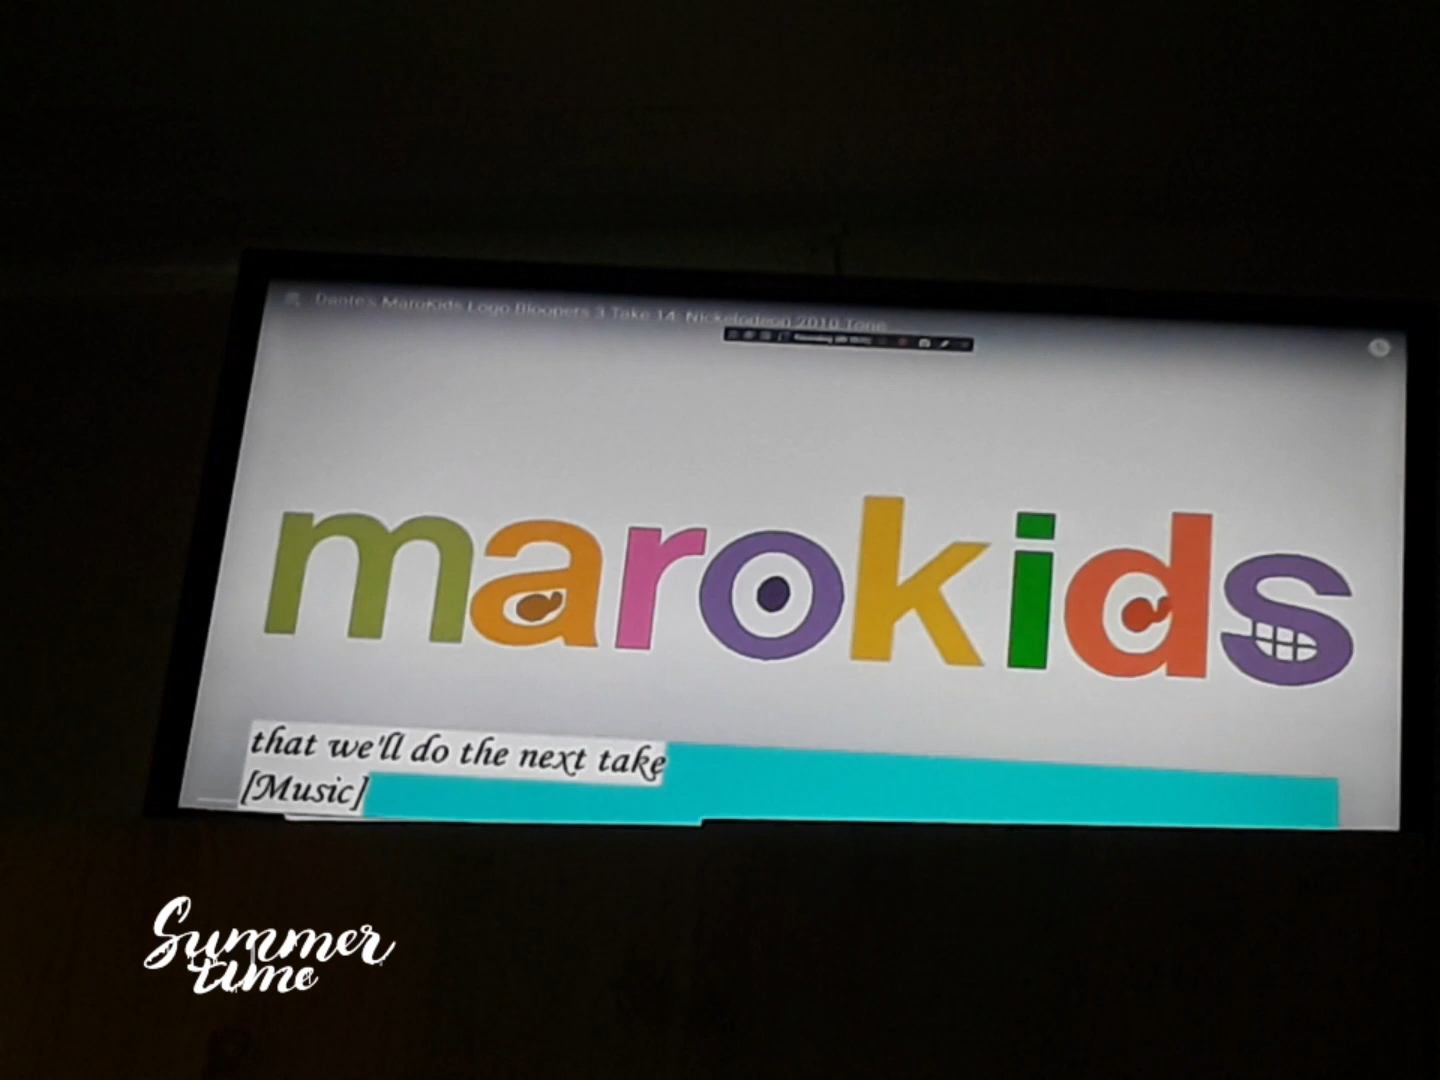 Dante's MaroKids Logo Bloopers 3 Take 14: Nickelodeon 2010 Tone
marokids
that we'll do the next take
[Music]
Summer
time